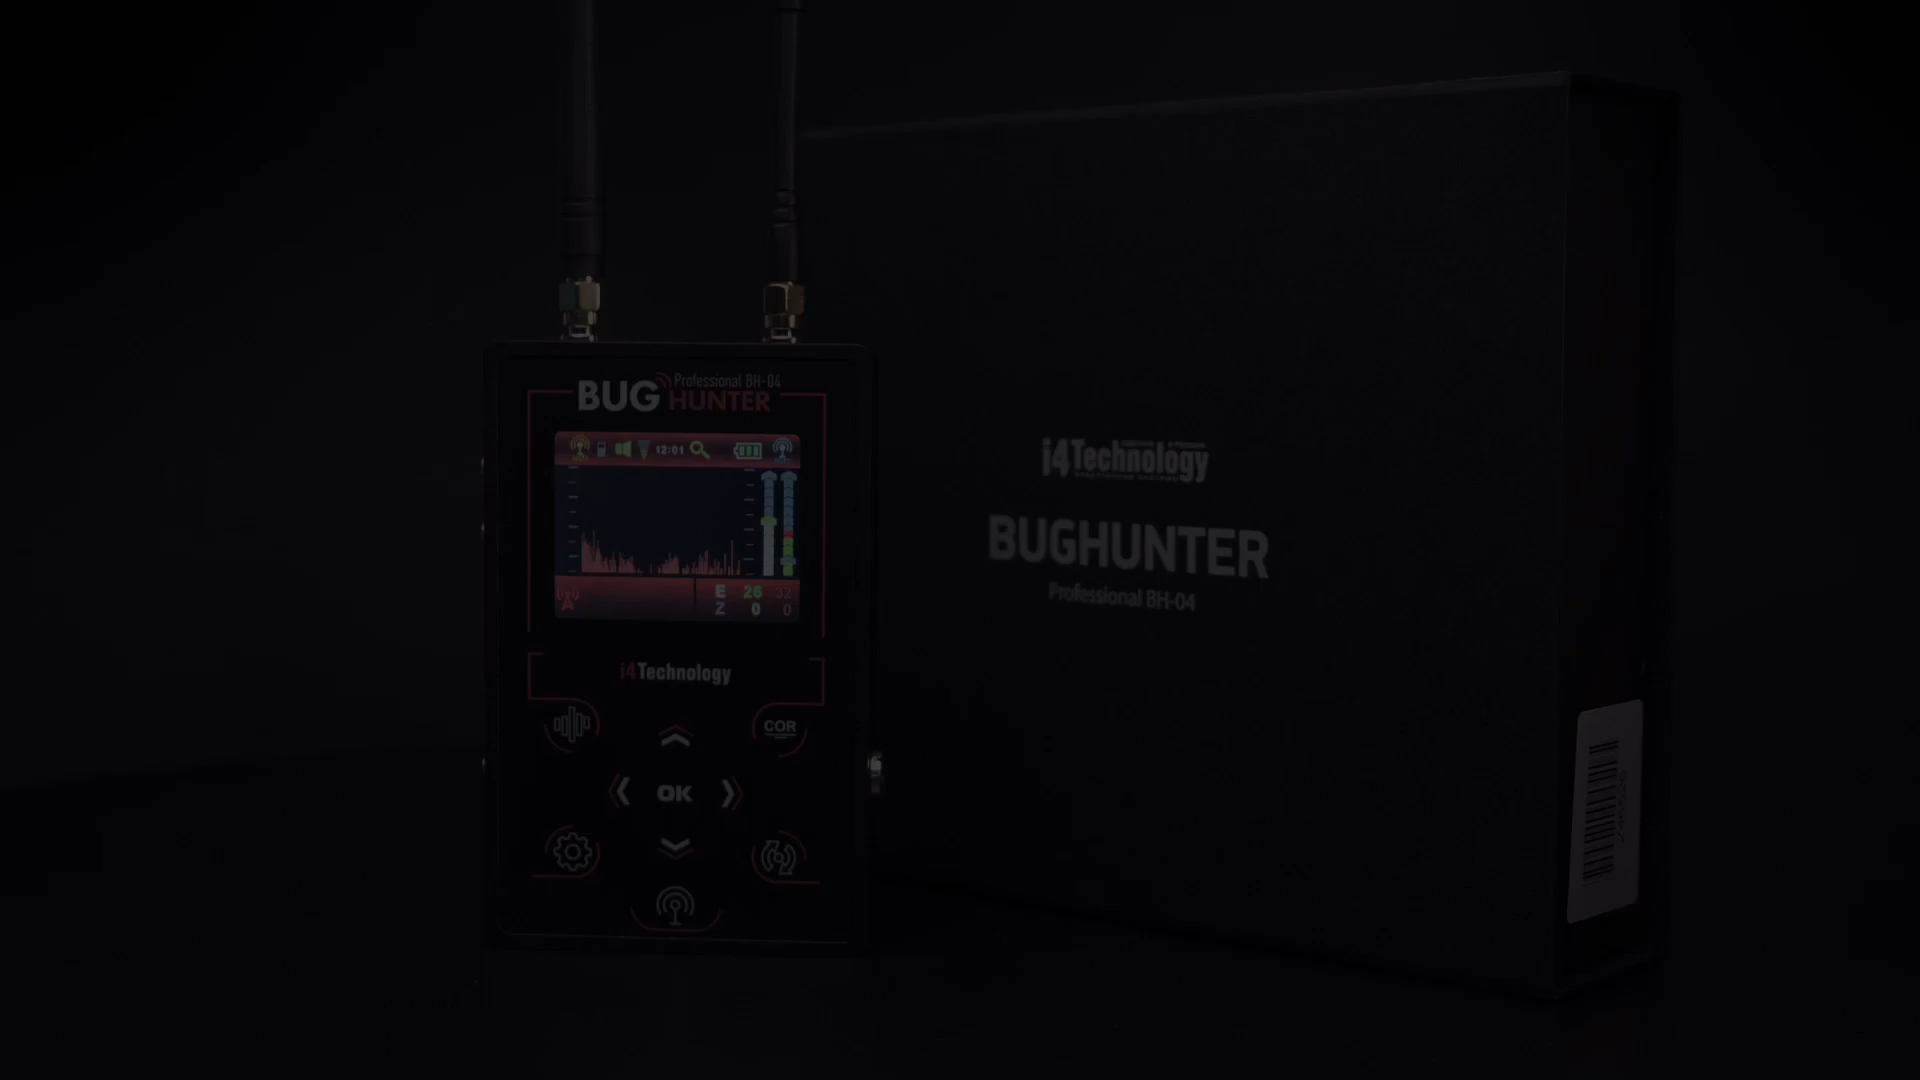 Professional BH-04
BUG HUNTER
12:01
E 26 32
Z 0 0
i4Technology
COR
OK
i4Technology
BUGHUNTER
Professional BH-04